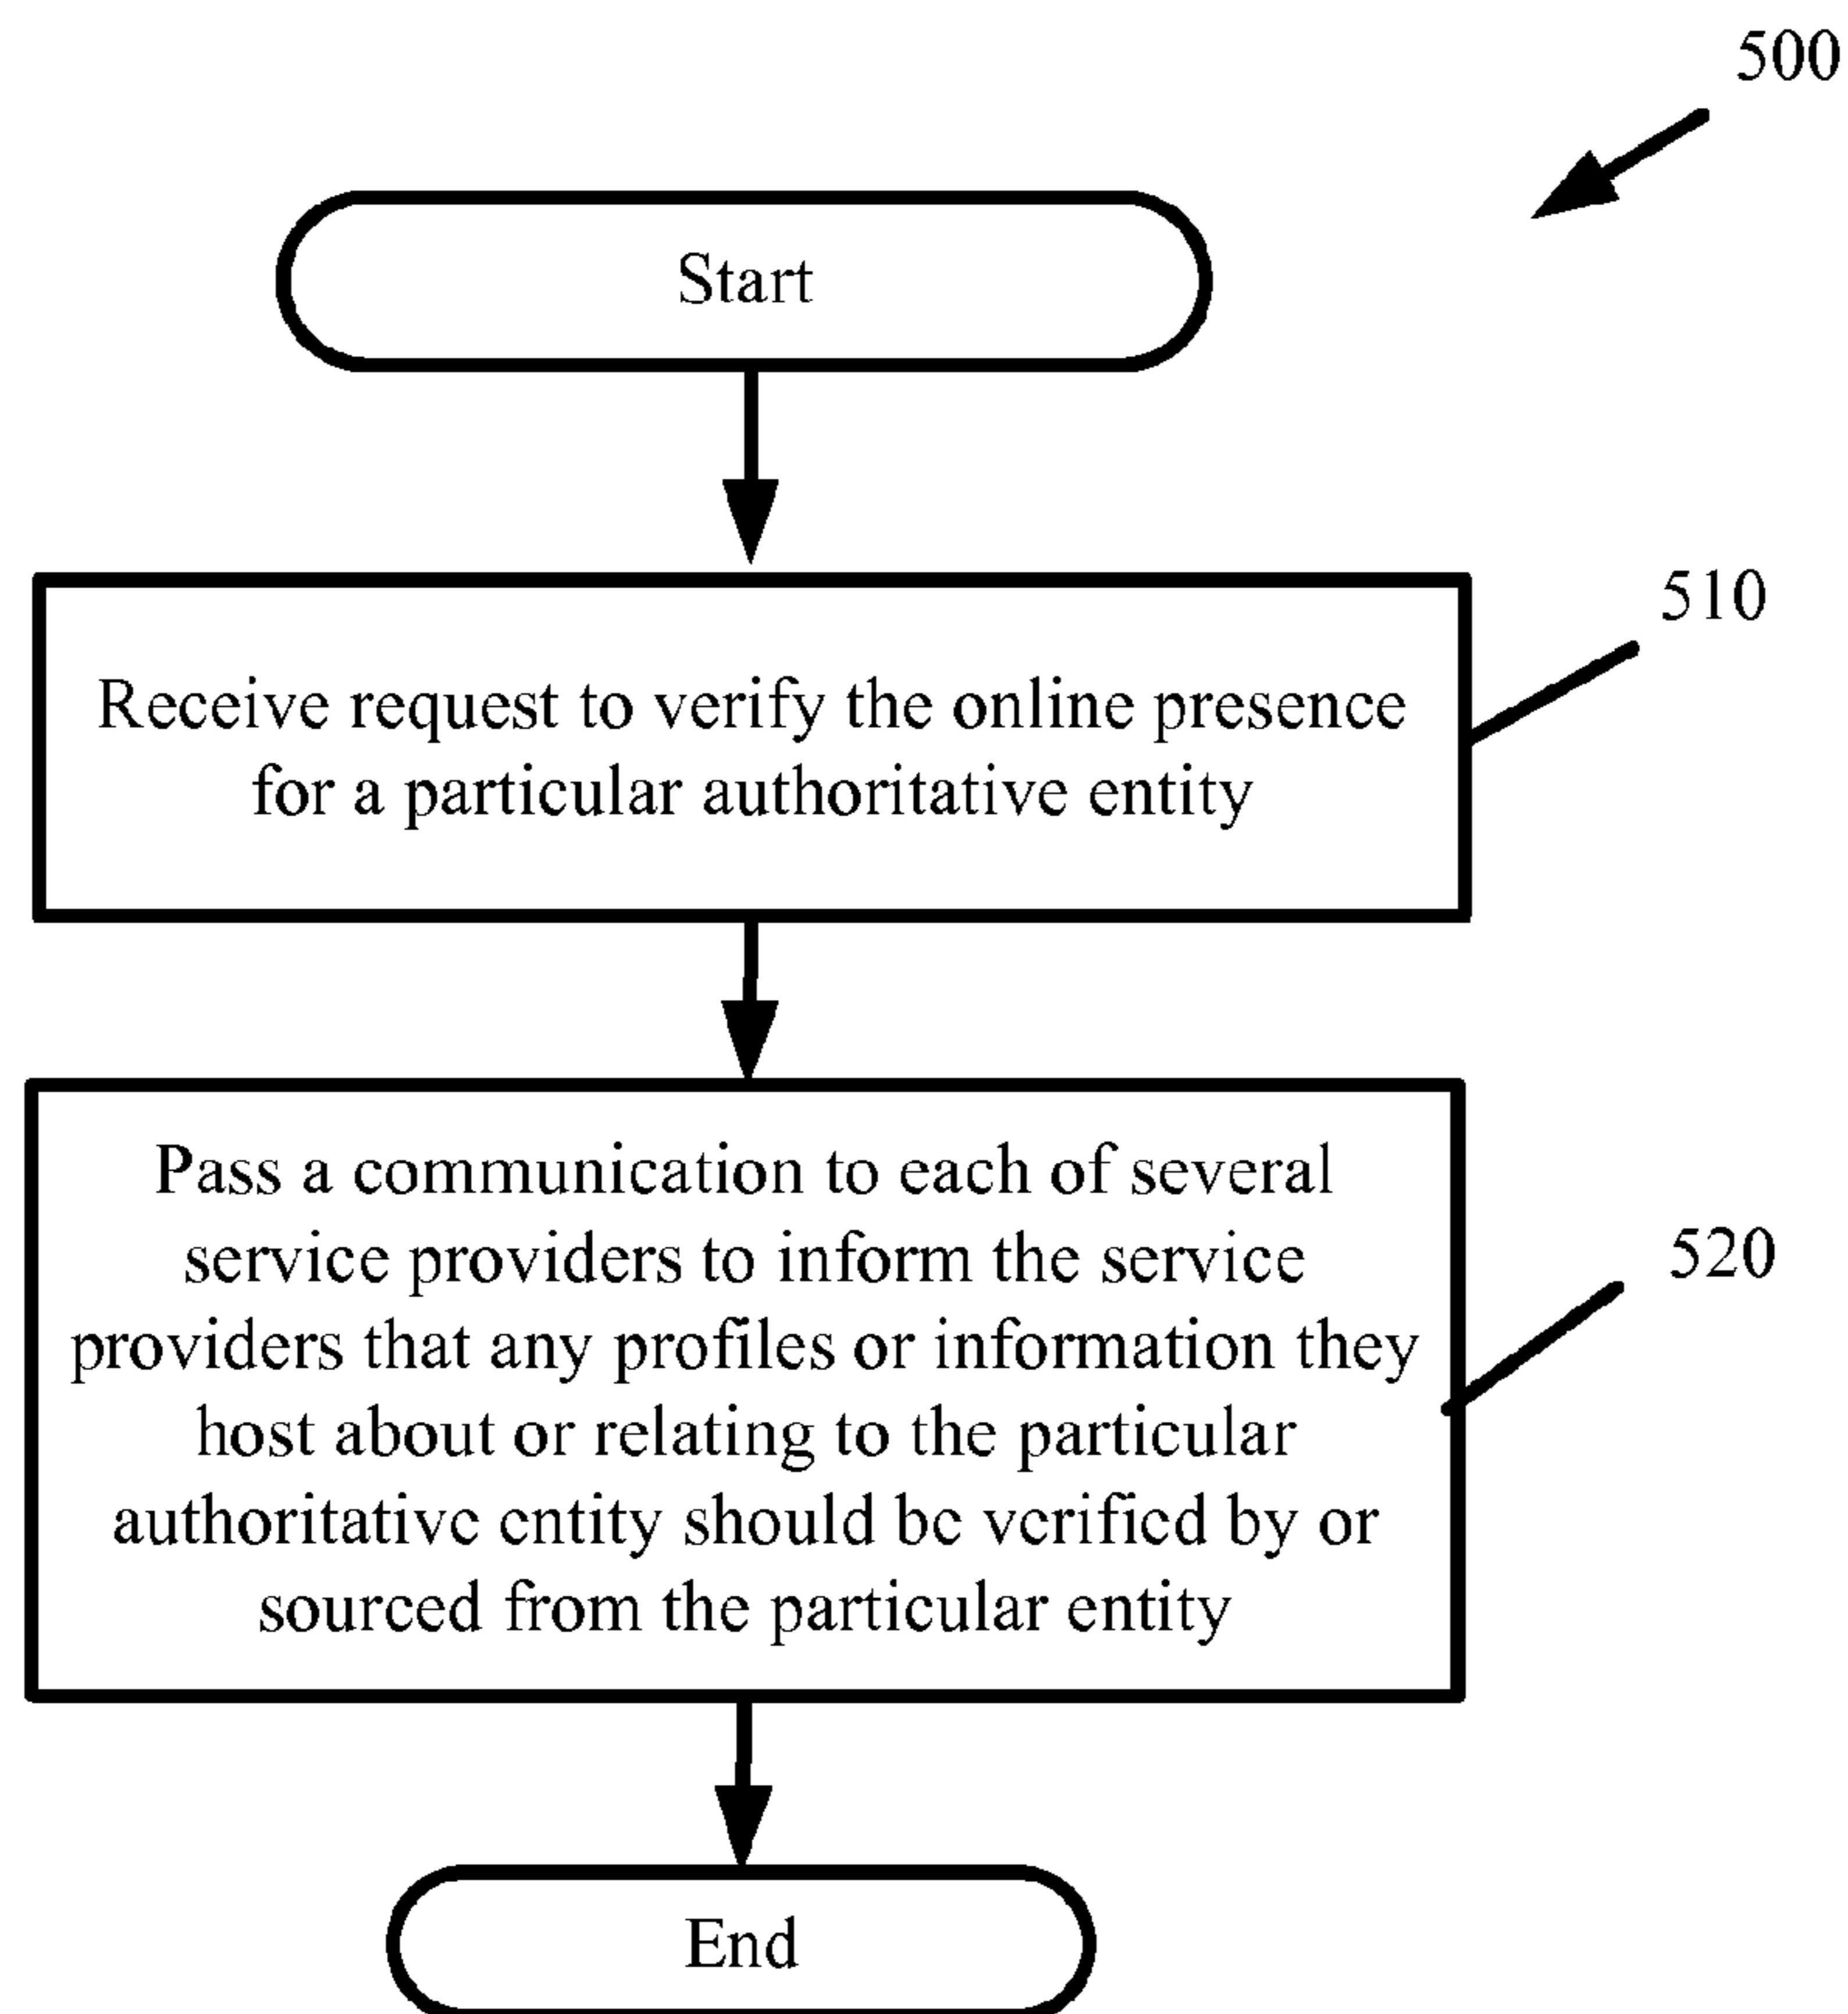 500
Start
510
Receive request to verify the online presence
for a particular authoritative entity
Pass a communication to each of several
service providers to inform the service
providers that any profiles or information they
host about or relating to the particular
authoritative entity should be verified by or
sourced from the particular entity
520
End